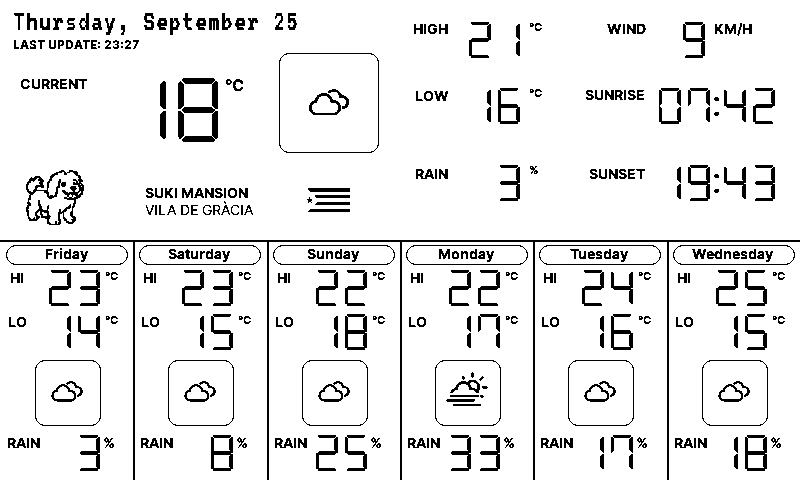 Thursday, September 25
LAST UPDATE: 23:27
CURRENT 18 °C
SUKI MANSION
VILA DE GRÀCIA
HIGH 21 °C
LOW 16 °C
RAIN 3 %
WIND 9 KM/H
SUNRISE 07:42
SUNSET 19:43
Friday
HI 23 °C
LO 14 °C
RAIN 3 %
Saturday
HI 23 °C
LO 15 °C
RAIN 8 %
Sunday
HI 22 °C
LO 18 °C
RAIN 25 %
Monday
HI 22 °C
LO 17 °C
RAIN 33 %
Tuesday
HI 24 °C
LO 16 °C
RAIN 17 %
Wednesday
HI 25 °C
LO 15 °C
RAIN 18 %